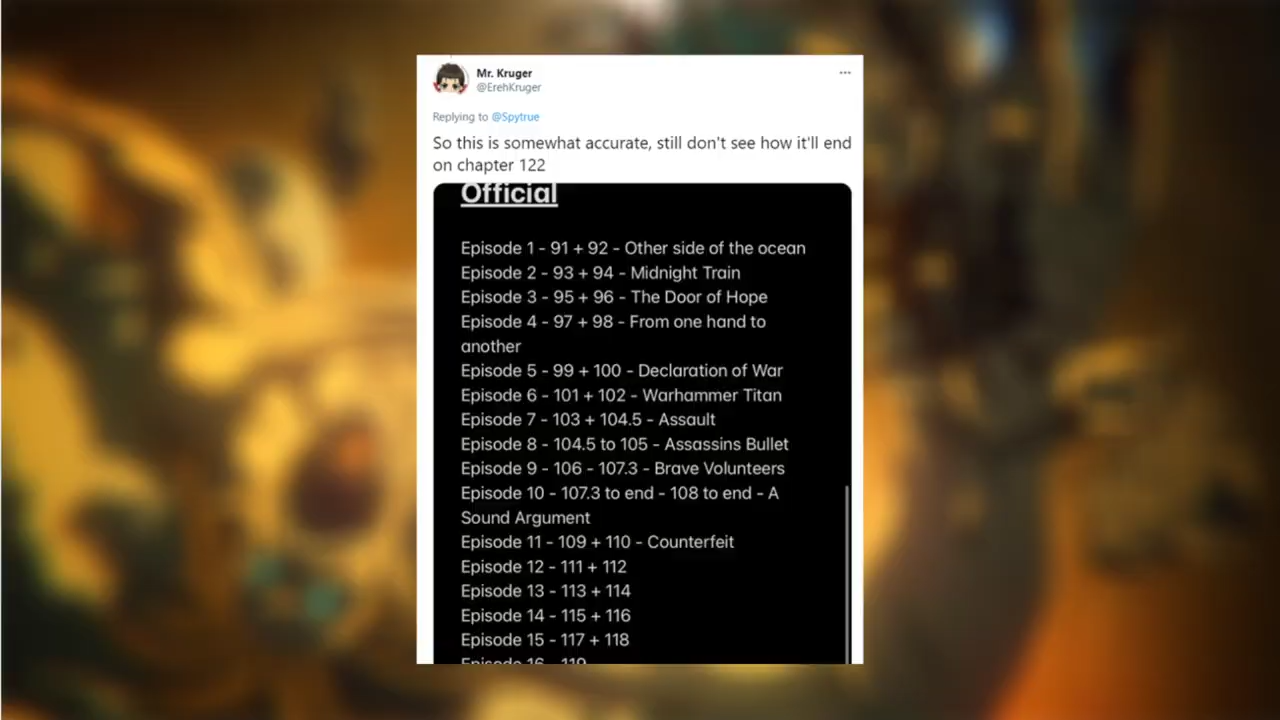 Mr. Kruger
@ErehKruger
Replying to @Spytrue
So this is somewhat accurate, still don't see how it'll end
on chapter 122
Official
Episode 1 - 91 + 92 - Other side of the ocean
Episode 2 - 93 + 94 - Midnight Train
Episode 3 - 95 + 96 - The Door of Hope
Episode 4 - 97 + 98 - From one hand to
another
Episode 5 - 99 + 100 - Declaration of War
Episode 6 - 101 + 102 - Warhammer Titan
Episode 7 - 103 + 104.5 - Assault
Episode 8 - 104.5 to 105 - Assassins Bullet
Episode 9 - 106 - 107.3 - Brave Volunteers
Episode 10 - 107.3 to end - 108 to end - A
Sound Argument
Episode 11 - 109 + 110 - Counterfeit
Episode 12 - 111 + 112
Episode 13 - 113 + 114
Episode 14 - 115 + 116
Episode 15 - 117 + 118
Episode 16 - 119